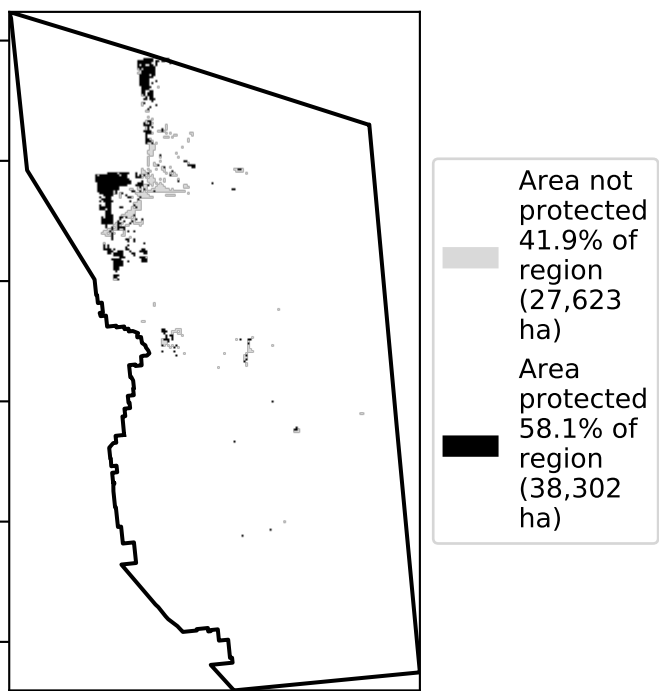 Area not
protected
41.9% of
region
(27,623
ha)
Area
protected
58.1% of
region
(38,302
ha)